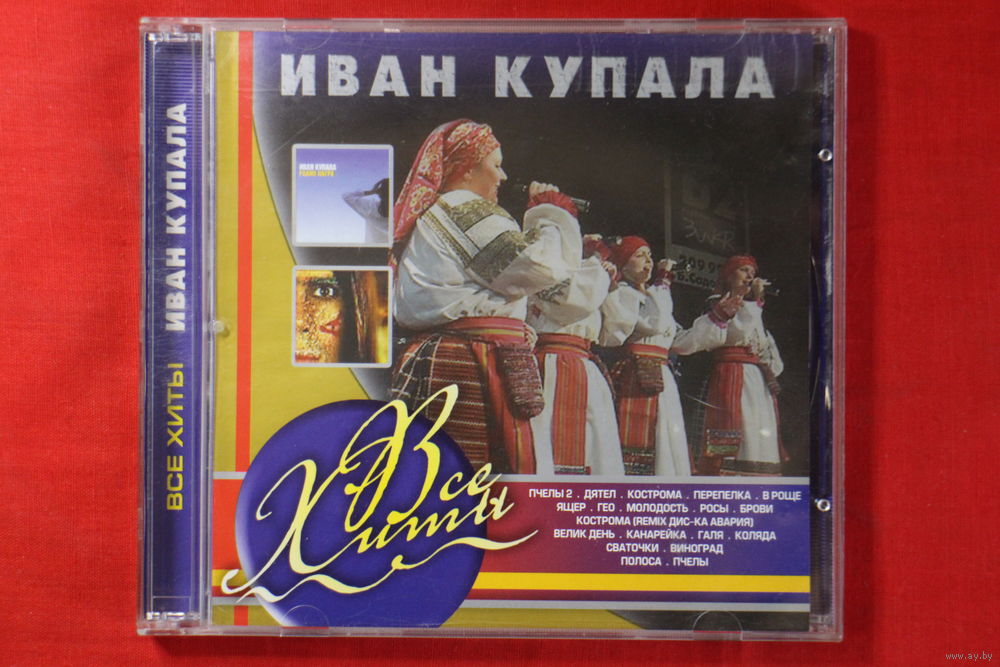 ВСЕ ХИТЫ ИВАН КУПАЛА
ИВАН КУПАЛА
ИВАН КУПАЛА
РАДИО НАГРА
Все
Хиты
ПЧЕЛЫ 2 . ДЯТЕЛ . КОСТРОМА . ПЕРЕПЕЛКА . В РОЩЕ
ЯЩЕР . ГЕО . МОЛОДОСТЬ . РОСЫ . БРОВИ
КОСТРОМА (REMIX ДИС-КА АВАРИЯ)
ВЕЛИК ДЕНЬ . КАНАРЕЙКА . ГАЛЯ . КОЛЯДА
СВАТОЧКИ . ВИНОГРАД
ПОЛОСА . ПЧЕЛЫ
www.ay.by